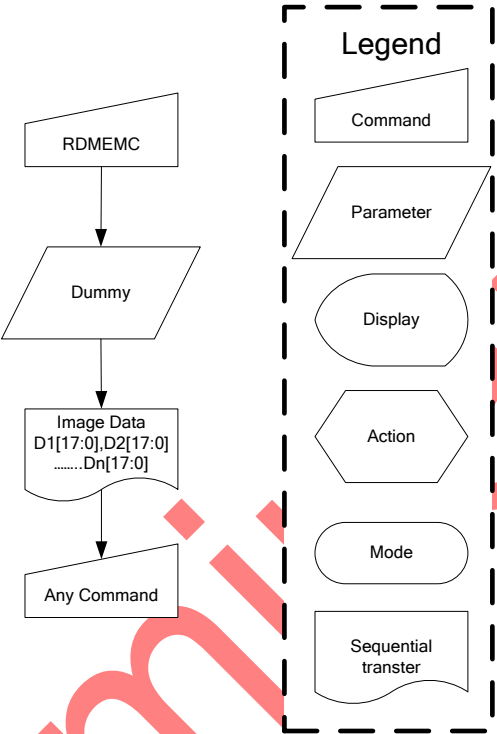 RDMEMC
Dummy
Image Data
D1[17:0],D2[17:0]
........Dn[17:0]
Any Command
Legend
Command
Parameter
Display
Action
Mode
Sequential
transter